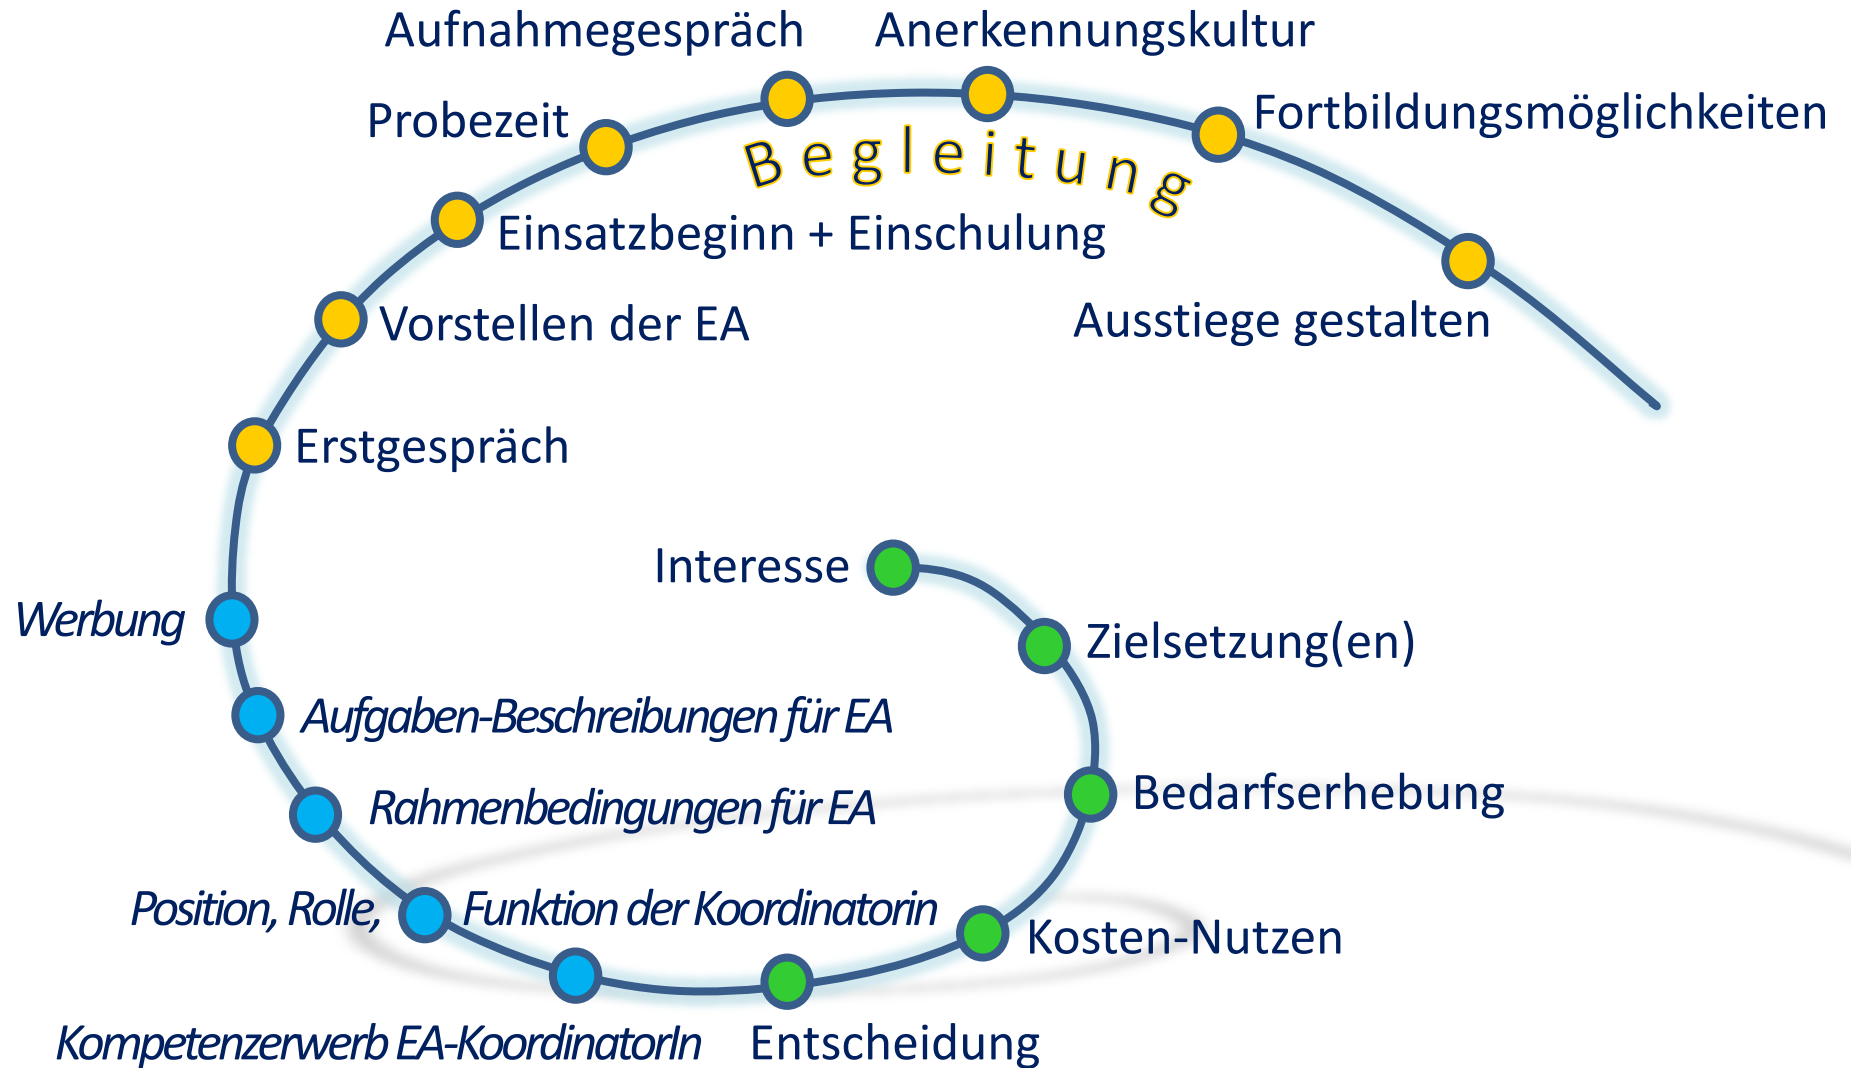 Aufnahmegespräch
Anerkennungskultur
Probezeit
Fortbildungsmöglichkeiten
Begleitung
Einsatzbeginn + Einschulung
Vorstellen der EA
Ausstiege gestalten
Erstgespräch
Interesse
Werbung
Zielsetzung(en)
Aufgaben-Beschreibungen für EA
Rahmenbedingungen für EA
Bedarfserhebung
Position, Rolle, Funktion der Koordinatorin
Kosten-Nutzen
Kompetenzerwerb EA-KoordinatorIn
Entscheidung